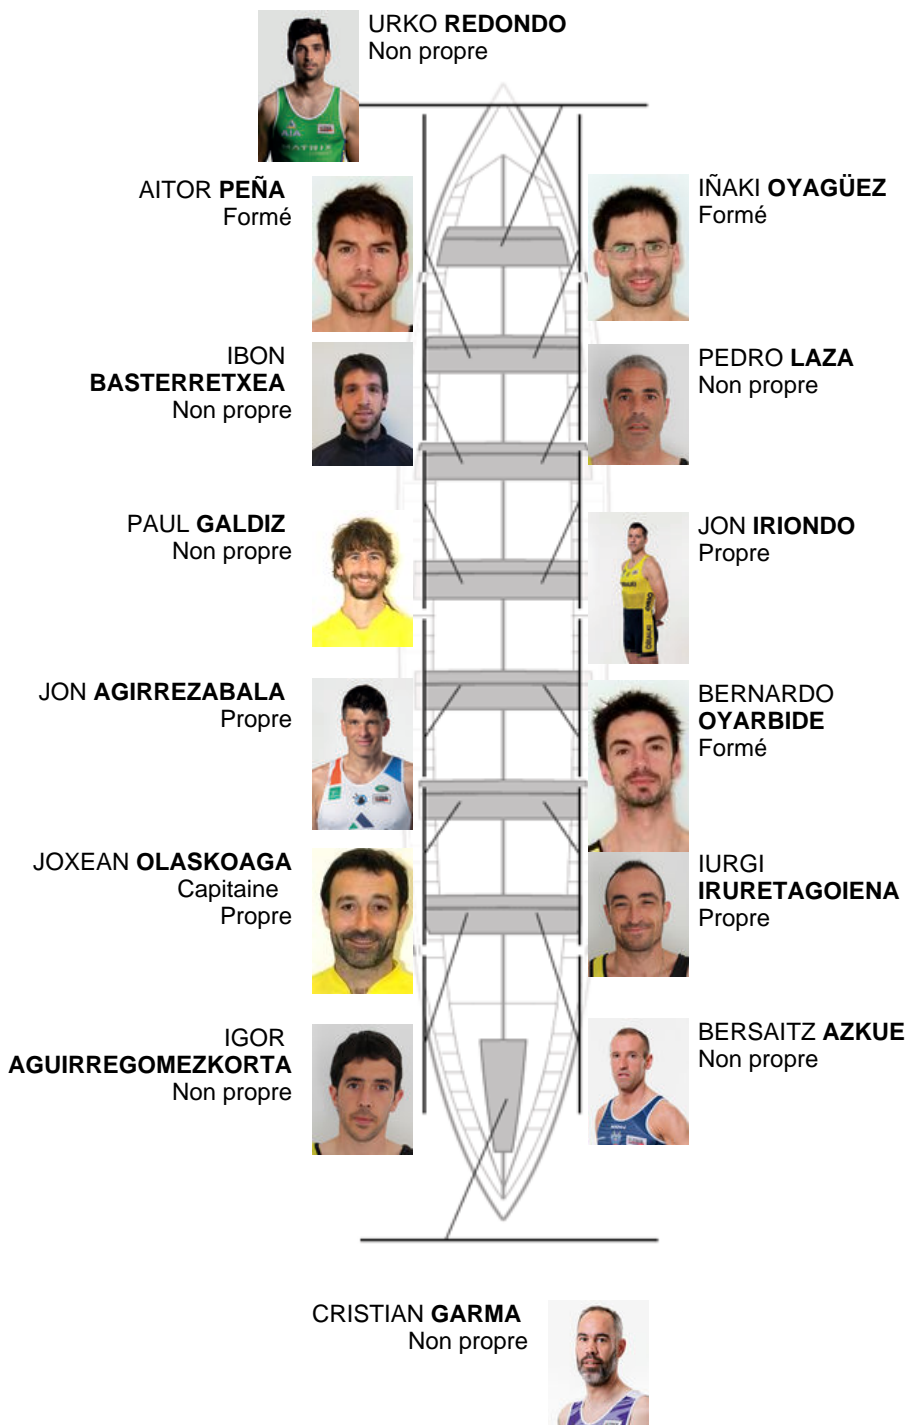 URKO REDONDO
Non propre
AIA
MATRIX
AITOR PEÑA
Formé
IÑAKI OYAGÜEZ
Formé
IBON
BASTERRETXEA
Non propre
PEDRO LAZA
Non propre
PAUL GALDIZ
Non propre
JON IRIONDO
Propre
JON AGIRREZABALA
Propre
BERNARDO
OYARBIDE
Formé
JOXEAN OLASKOAGA
Capitaine
Propre
IURGI
IRURETAGOIENA
Propre
IGOR
AGUIRREGOMEZKORTA
Non propre
BERSAITZ AZKUE
Non propre
CRISTIAN GARMA
Non propre